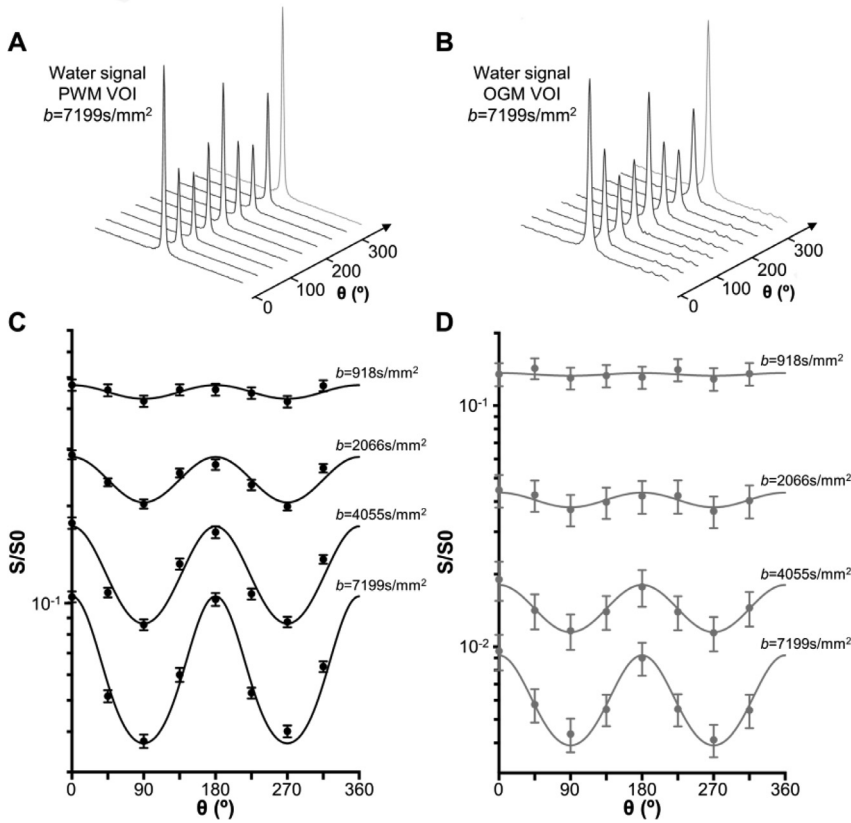 A
Water signal
PWM VOI
b=7199s/mm²
0
100
200
300
θ (º)
B
Water signal
OGM VOI
b=7199s/mm²
0
100
200
300
θ (º)
C
b=918s/mm²
b=2066s/mm²
b=4055s/mm²
b=7199s/mm²
S/S0
10⁻¹
0 90 180 270 360
θ (º)
D
b=918s/mm²
b=2066s/mm²
b=4055s/mm²
b=7199s/mm²
S/S0
10⁻¹
10⁻²
0 90 180 270 360
θ (º)